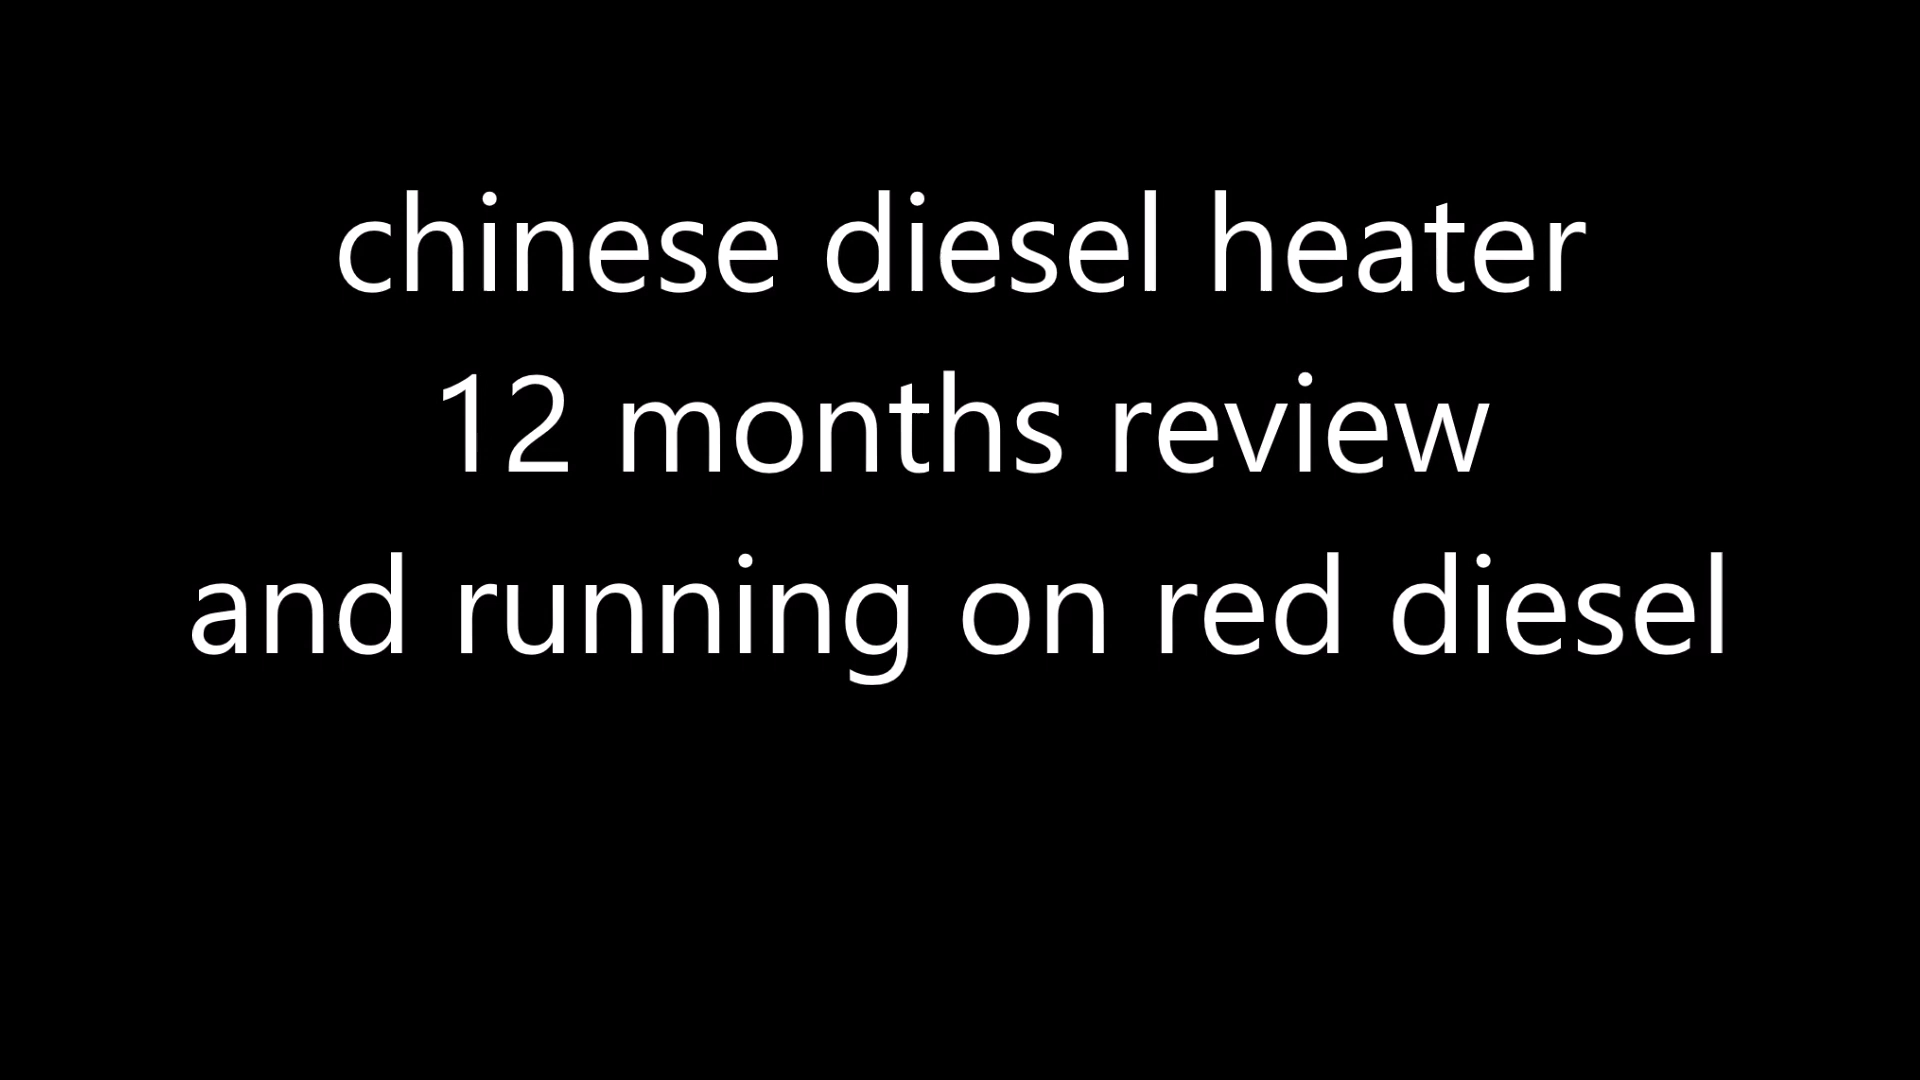 chinese diesel heater
12 months review
and running on red diesel